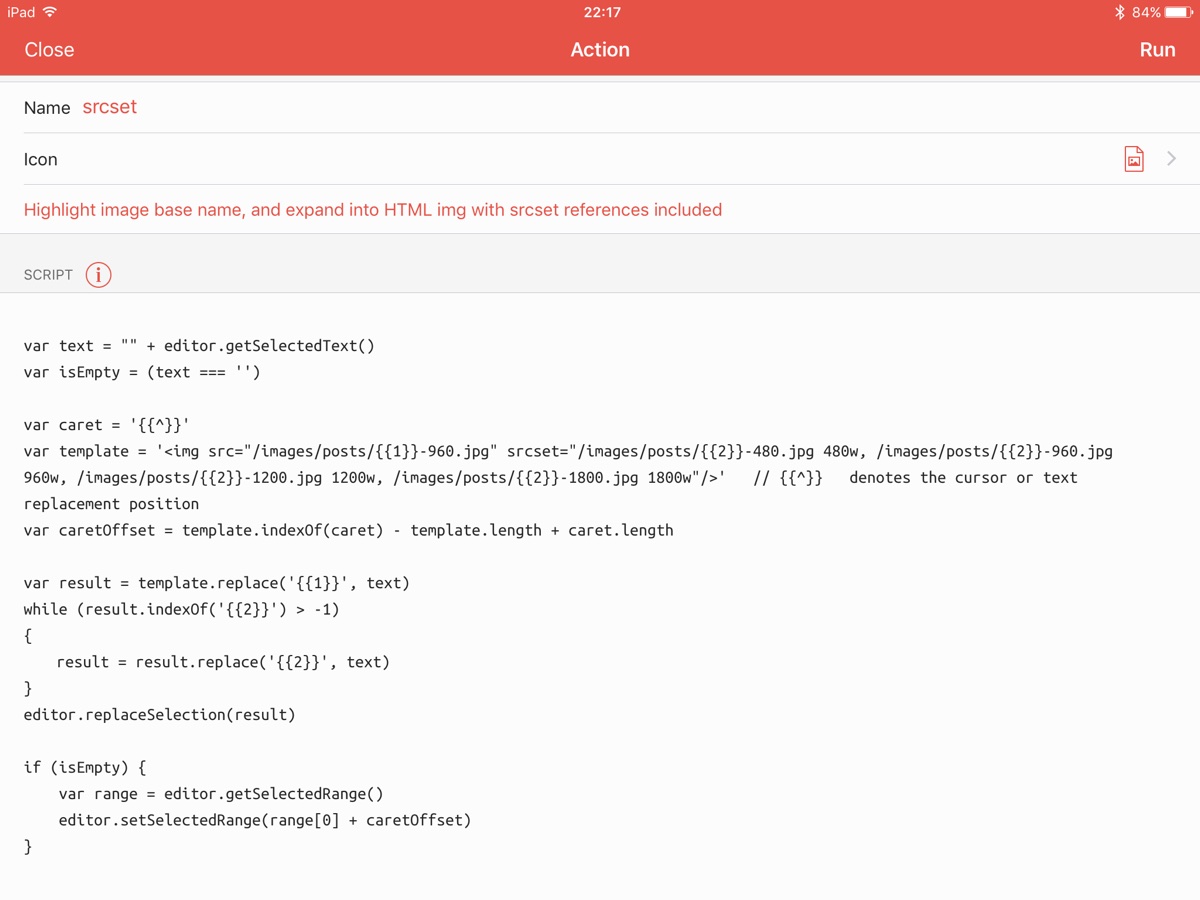 iPad 22:17 84%
Close Action Run
Name srcset
Icon
Highlight image base name, and expand into HTML img with srcset references included
SCRIPT i
var text = "" + editor.getSelectedText()
var isEmpty = (text === '')
var caret = '{{^}}'
var template = '<img src="/images/posts/{{1}}-960.jpg" srcset="/images/posts/{{2}}-480.jpg 480w, /images/posts/{{2}}-960.jpg
960w, /images/posts/{{2}}-1200.jpg 1200w, /images/posts/{{2}}-1800.jpg 1800w"/>'   // {{^}}   denotes the cursor or text
replacement position
var caretOffset = template.indexOf(caret) - template.length + caret.length
var result = template.replace('{{1}}', text)
while (result.indexOf('{{2}}') > -1)
{
    result = result.replace('{{2}}', text)
}
editor.replaceSelection(result)
if (isEmpty) {
    var range = editor.getSelectedRange()
    editor.setSelectedRange(range[0] + caretOffset)
}